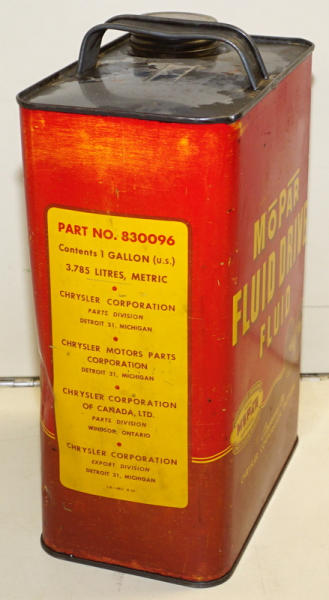 PART NO. 830096
Contents 1 GALLON (U.S.)
3,785 LITRES, METRIC
CHRYSLER CORPORATION
PARTS DIVISION
DETROIT 31, MICHIGAN
CHRYSLER MOTORS PARTS
CORPORATION
DETROIT 31, MICHIGAN
CHRYSLER CORPORATION
OF CANADA, LTD.
PARTS DIVISION
WINDSOR, ONTARIO
CHRYSLER CORPORATION
EXPORT DIVISION
DETROIT 31, MICHIGAN
MOPAR
FLUID DRIVE
FLUID
MOPAR